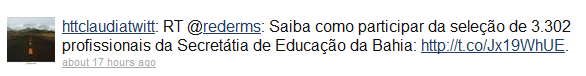 httclaudiatwitt: RT @rederms: Saiba como participar da seleção de 3.302
profissionais da Secretátia de Educação da Bahia: http://t.co/Jx19WhUE.
about 17 hours ago